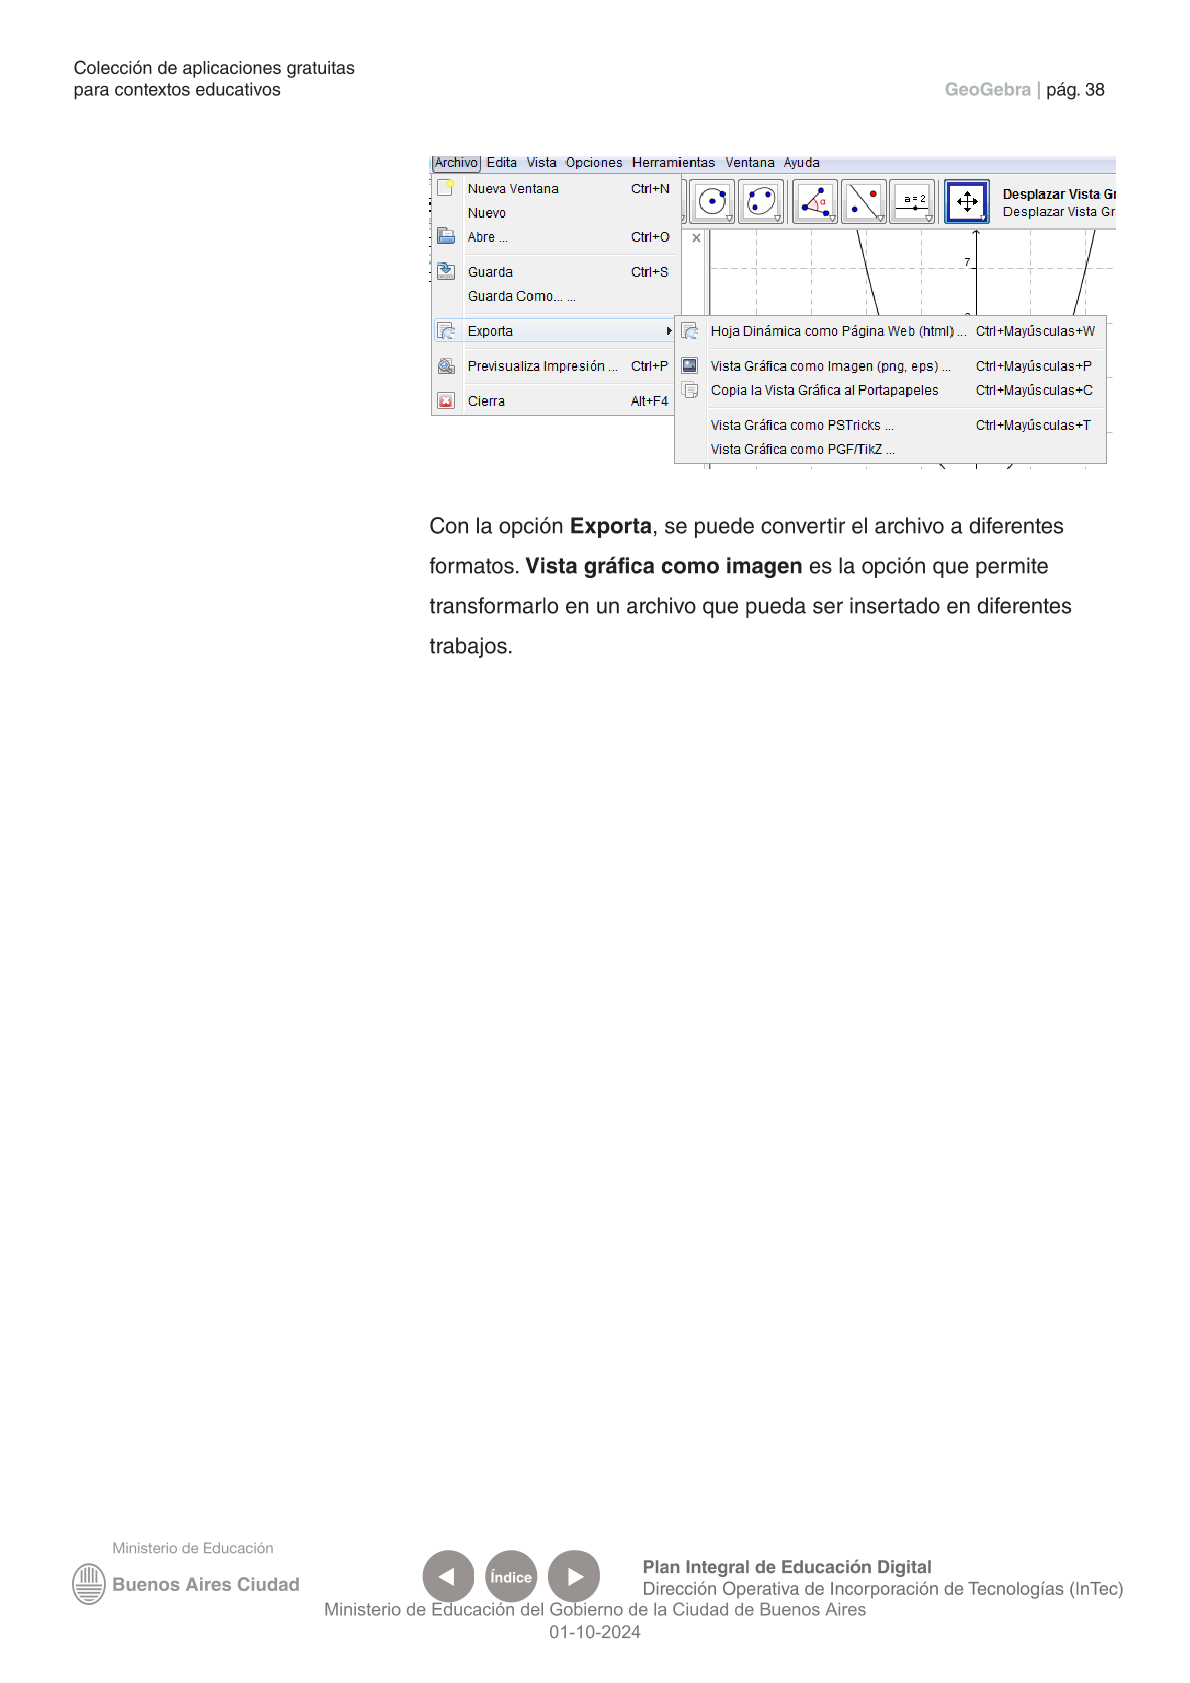 Colección de aplicaciones gratuitas
para contextos educativos
GeoGebra | pág. 38
Archivo Edita Vista Opciones Herramientas Ventana Ayuda
Nueva Ventana Ctrl+N
Nuevo
Abre ... Ctrl+O
Guarda Ctrl+S
Guarda Como... ...
Exporta
Previsualiza Impresión ... Ctrl+P
Cierra Alt+F4
α
a = 2
Desplazar Vista Gr
Desplazar Vista Gr
x
7
Hoja Dinámica como Página Web (html) ... Ctrl+Mayúsculas+W
Vista Gráfica como Imagen (png, eps) ... Ctrl+Mayúsculas+P
Copia la Vista Gráfica al Portapapeles Ctrl+Mayúsculas+C
Vista Gráfica como PSTricks ... Ctrl+Mayúsculas+T
Vista Gráfica como PGF/TikZ ...
Con la opción Exporta, se puede convertir el archivo a diferentes
formatos. Vista gráfica como imagen es la opción que permite
transformarlo en un archivo que pueda ser insertado en diferentes
trabajos.
Ministerio de Educación
Buenos Aires Ciudad
Índice
Plan Integral de Educación Digital
Dirección Operativa de Incorporación de Tecnologías (InTec)
Ministerio de Educación del Gobierno de la Ciudad de Buenos Aires
01-10-2024